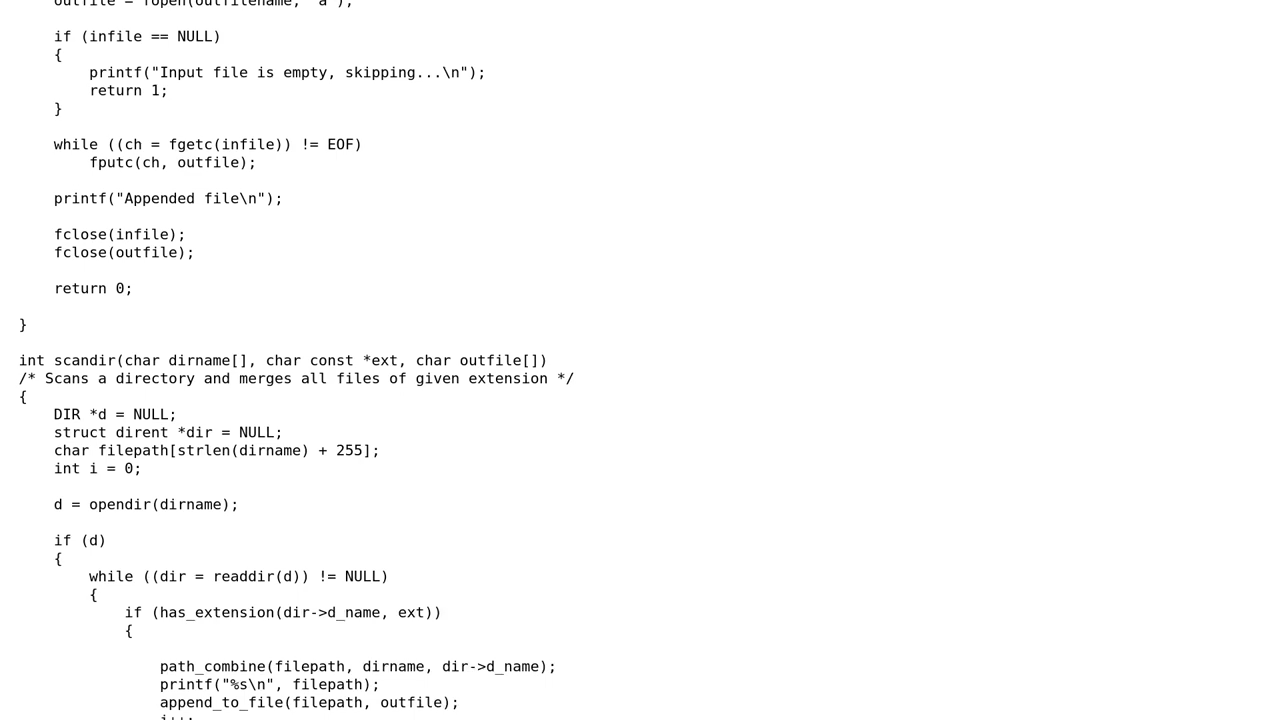 outfile = fopen(outfilename, "a");
if (infile == NULL)
{
printf("Input file is empty, skipping...\n");
return 1;
}
while ((ch = fgetc(infile)) != EOF)
fputc(ch, outfile);
printf("Appended file\n");
fclose(infile);
fclose(outfile);
return 0;
}
int scandir(char dirname[], char const *ext, char outfile[])
/* Scans a directory and merges all files of given extension */
{
DIR *d = NULL;
struct dirent *dir = NULL;
char filepath[strlen(dirname) + 255];
int i = 0;
d = opendir(dirname);
if (d)
{
while ((dir = readdir(d)) != NULL)
{
if (has_extension(dir->d_name, ext))
{
path_combine(filepath, dirname, dir->d_name);
printf("%s\n", filepath);
append_to_file(filepath, outfile);
i++;